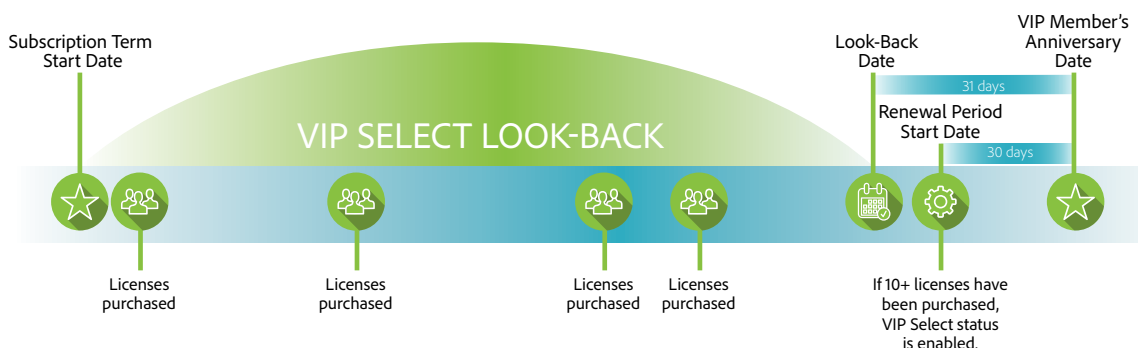 Subscription Term
Start Date
VIP SELECT LOOK-BACK
Look-Back
Date
VIP Member's
Anniversary
Date
31 days
Renewal Period
Start Date
30 days
Licenses
purchased
Licenses
purchased
Licenses
purchased
Licenses
purchased
If 10+ licenses have
been purchased,
VIP Select status
is enabled.